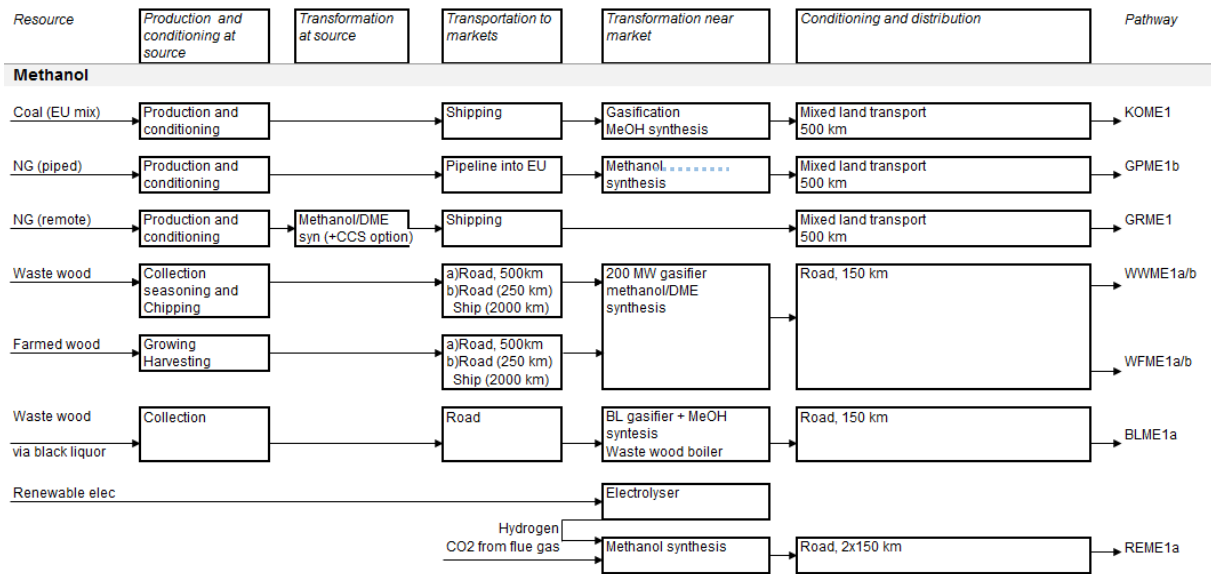 Resource
Production and
conditioning at
source
Transformation
at source
Transportation to
markets
Transformation near
market
Conditioning and distribution
Pathway
Methanol
Coal (EU mix)
Production and
conditioning
Shipping
Gasification
MeOH synthesis
Mixed land transport
500 km
KOME1
NG (piped)
Production and
conditioning
Pipeline into EU
Methanol
synthesis
Mixed land transport
500 km
GPME1b
NG (remote)
Production and
conditioning
Methanol/DME
syn (+CCS option)
Shipping
Mixed land transport
500 km
GRME1
Waste wood
Collection
seasoning and
Chipping
a)Road, 500km
b)Road (250 km)
Ship (2000 km)
200 MW gasifier
methanol/DME
synthesis
Road, 150 km
WWME1a/b
Farmed wood
Growing
Harvesting
a)Road, 500km
b)Road (250 km)
Ship (2000 km)
WFME1a/b
Waste wood
via black liquor
Collection
Road
BL gasifier + MeOH
syntesis
Waste wood boiler
Road, 150 km
BLME1a
Renewable elec
Electrolyser
Hydrogen
CO2 from flue gas
Methanol synthesis
Road, 2x150 km
REME1a